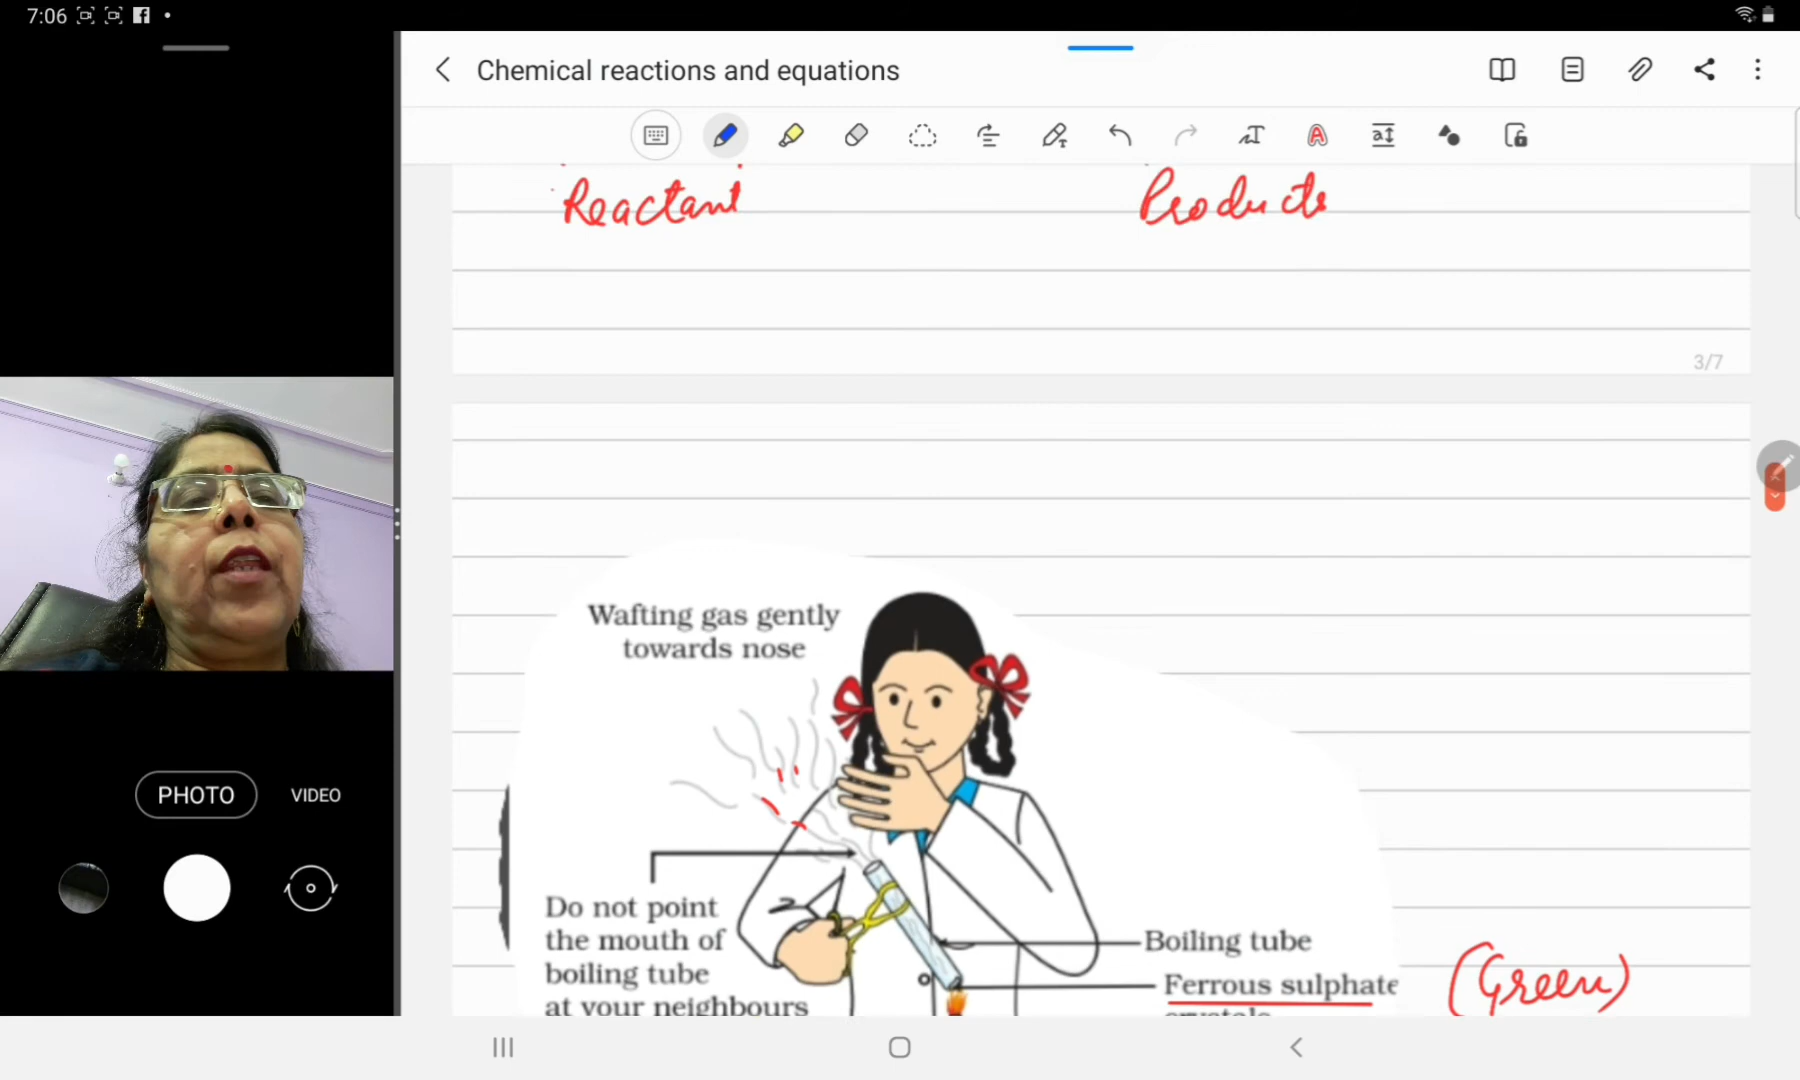 7:06
Chemical reactions and equations
Reactant
Products
3/7
Wafting gas gently
towards nose
Do not point
the mouth of
boiling tube
at your neighbours
Boiling tube
Ferrous sulphate
(Green)
PHOTO
VIDEO